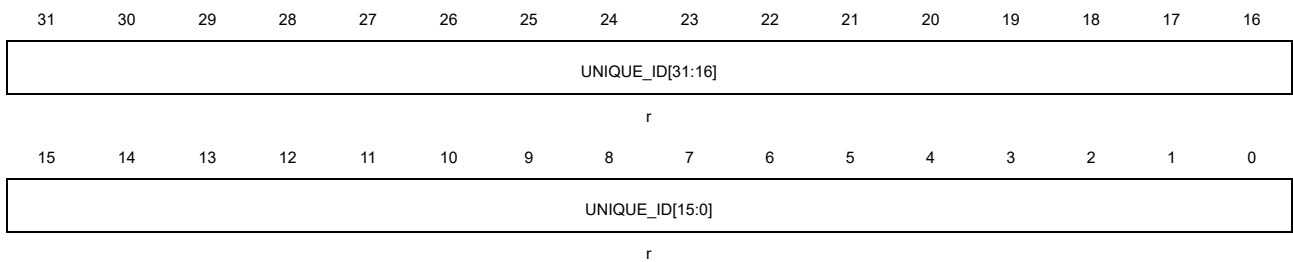 31 30 29 28 27 26 25 24 23 22 21 20 19 18 17 16
UNIQUE_ID[31:16]
r
15 14 13 12 11 10 9 8 7 6 5 4 3 2 1 0
UNIQUE_ID[15:0]
r